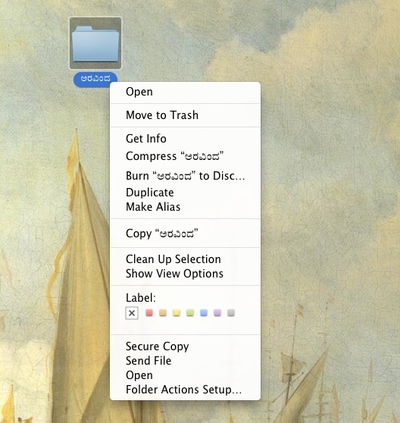 ಅರವಿಂದ
Open
Move to Trash
Get Info
Compress “ಅರವಿಂದ”
Burn “ಅರವಿಂದ” to Disc…
Duplicate
Make Alias
Copy “ಅರವಿಂದ”
Clean Up Selection
Show View Options
Label:
Secure Copy
Send File
Open
Folder Actions Setup…